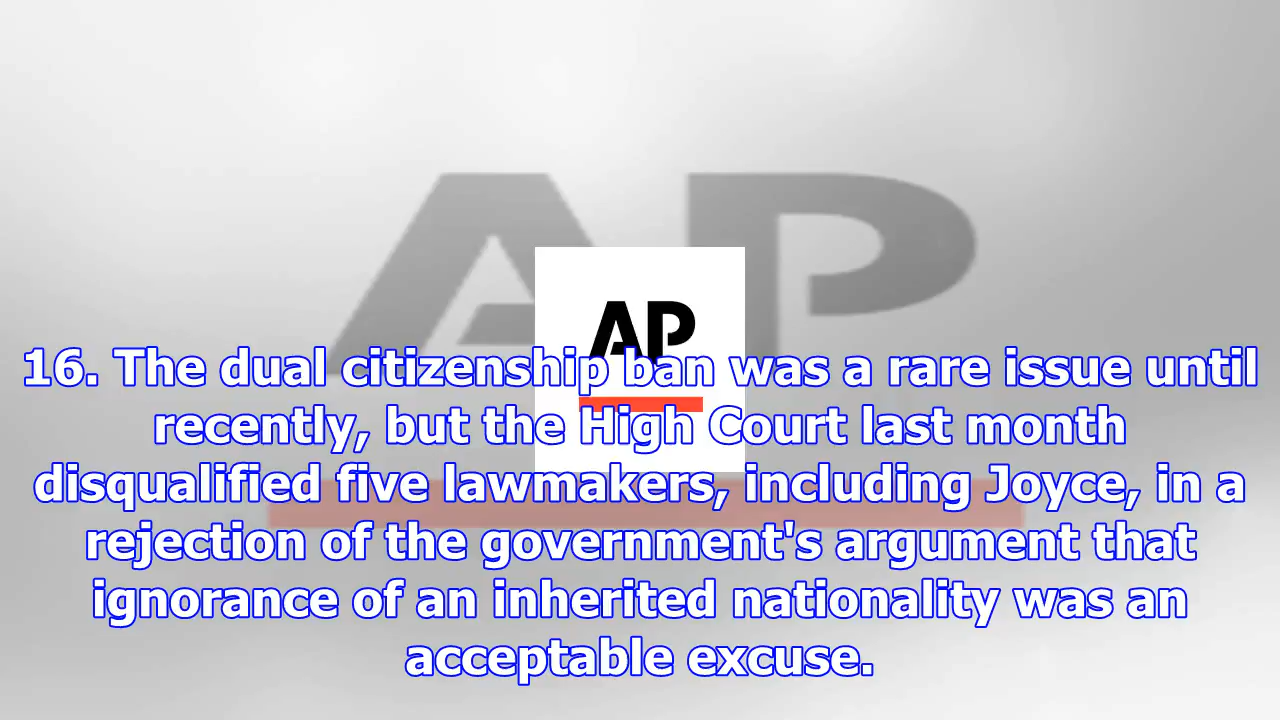 AP
AP
16. The dual citizenship ban was a rare issue until
recently, but the High Court last month
disqualified five lawmakers, including Joyce, in a
rejection of the government's argument that
ignorance of an inherited nationality was an
acceptable excuse.